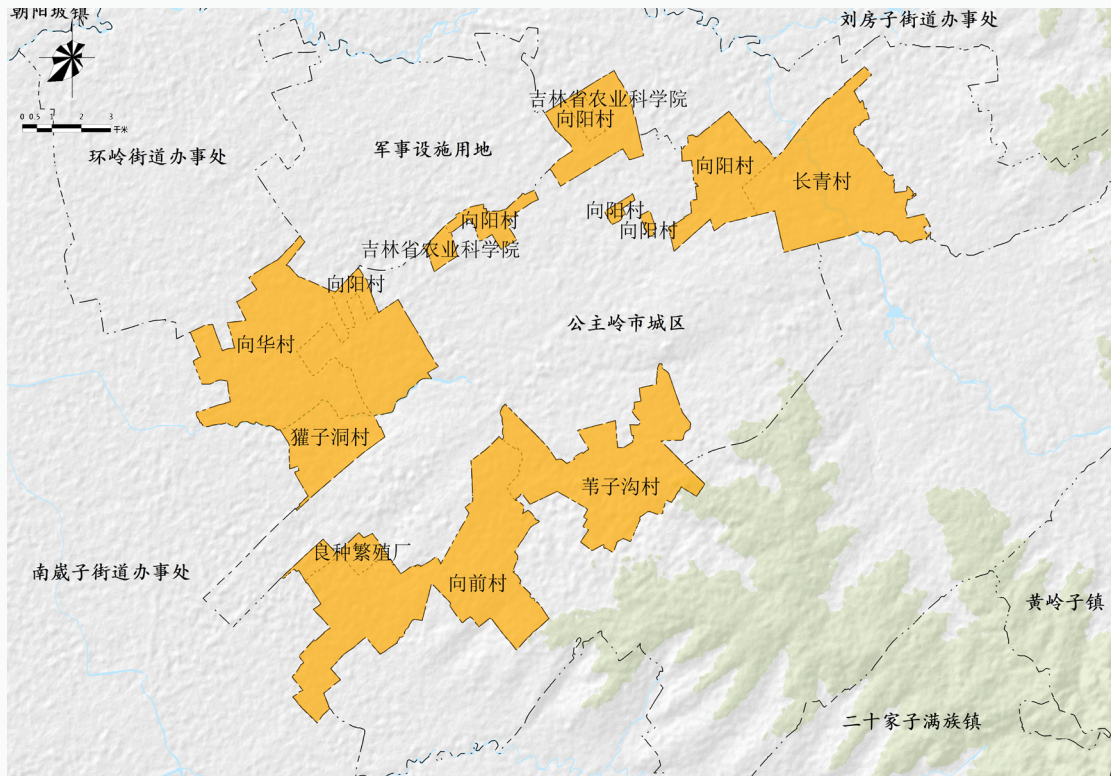 朝阳坡镇
刘房子街道办事处
0 0.5 1 2 3
千米
吉林省农业科学院
向阳村
环岭街道办事处
军事设施用地
向阳村
长青村
向阳村
向阳村
向阳村
吉林省农业科学院
向阳村
公主岭市城区
向华村
獾子洞村
苇子沟村
良种繁殖厂
南崴子街道办事处
向前村
黄岭子镇
二十家子满族镇